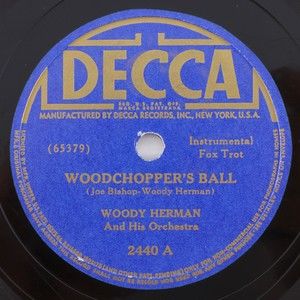 DECCA
REG. U.S. PAT. OFF.
MARCA REGISTRADA
MANUFACTURED BY DECCA RECORDS, INC., NEW YORK, U.S.A.
(65379)
Instrumental
Fox Trot
WOODCHOPPER'S BALL
(Joe Bishop-Woody Herman)
WOODY HERMAN
And His Orchestra
2440 A